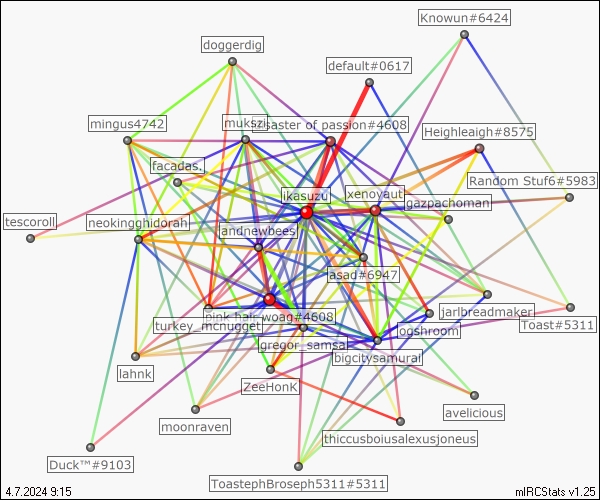 Knowun#6424
doggerdig
default#0617
mingus4742
mukszi
disaster of passion#4608
Heighleaigh#8575
facadas.
Random Stuf6#5983
ikasuzu
xenoyaut
gazpachoman
tescoroll
neokingghidorah
andnewbees
asad#6947
pink hair woag#4608
jarlbreadmaker
turkey_mcnugget
ogshroom
Toast#5311
gregor_samsa
bigcitysamurai
lahnk
ZeeHonk
avelicious
moonraven
thiccusboiusalexusjoneus
Duck™#9103
ToastephBroseph5311#5311
4.7.2024 9:15
mIRCStats v1.25